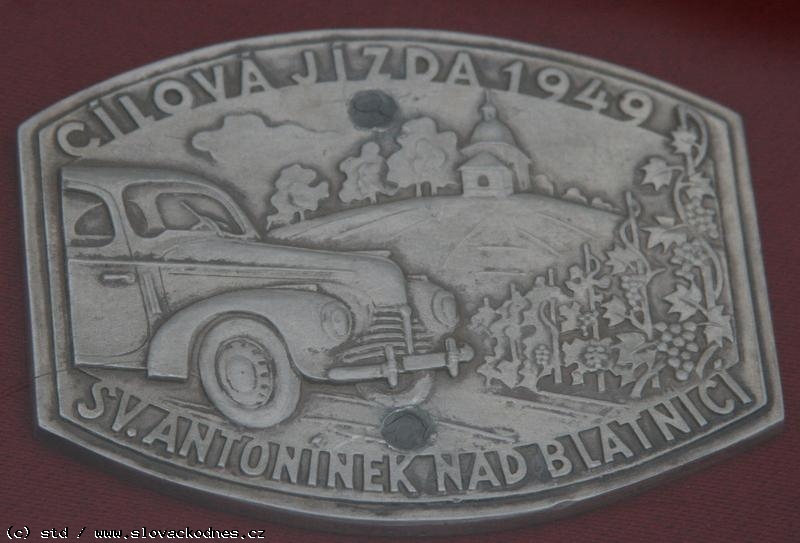 CÍLOVÁ JÍZDA 1949
SV. ANTONÍNEK NAD BLATNICÍ
(c) std / www.slovackodnes.cz